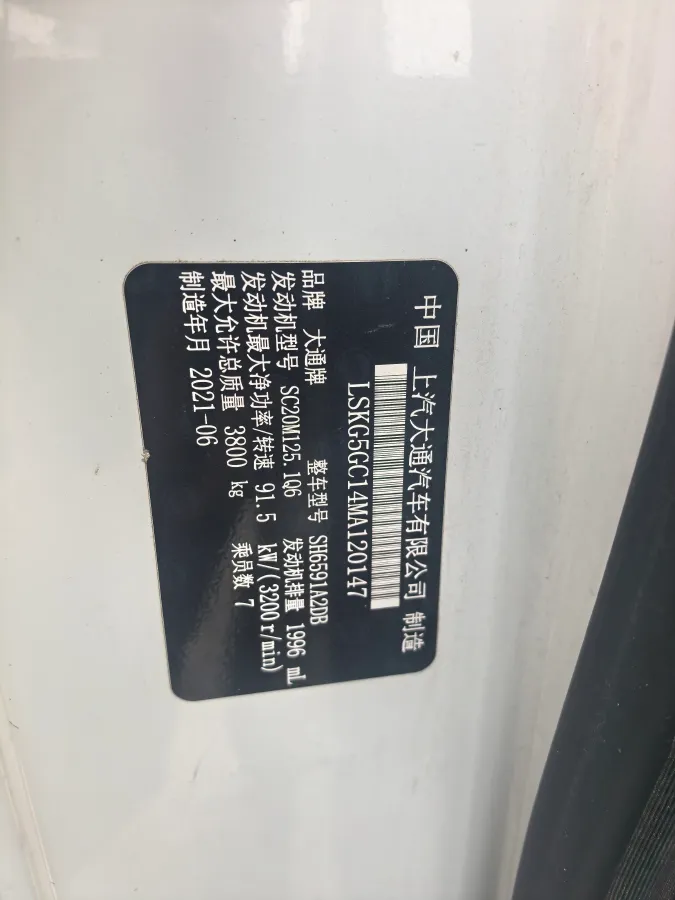 中国 上汽大通汽车有限公司 制造
LSKG5GC14MA120147
品牌 大通牌 整车型号 SH6591A2DB
发动机型号 SC20M125.1Q6 发动机排量 1996 mL
发动机最大净功率/转速 91.5 kW/(3200r/min)
最大允许总质量 3800 kg 乘员数 7
制造年月 2021-06